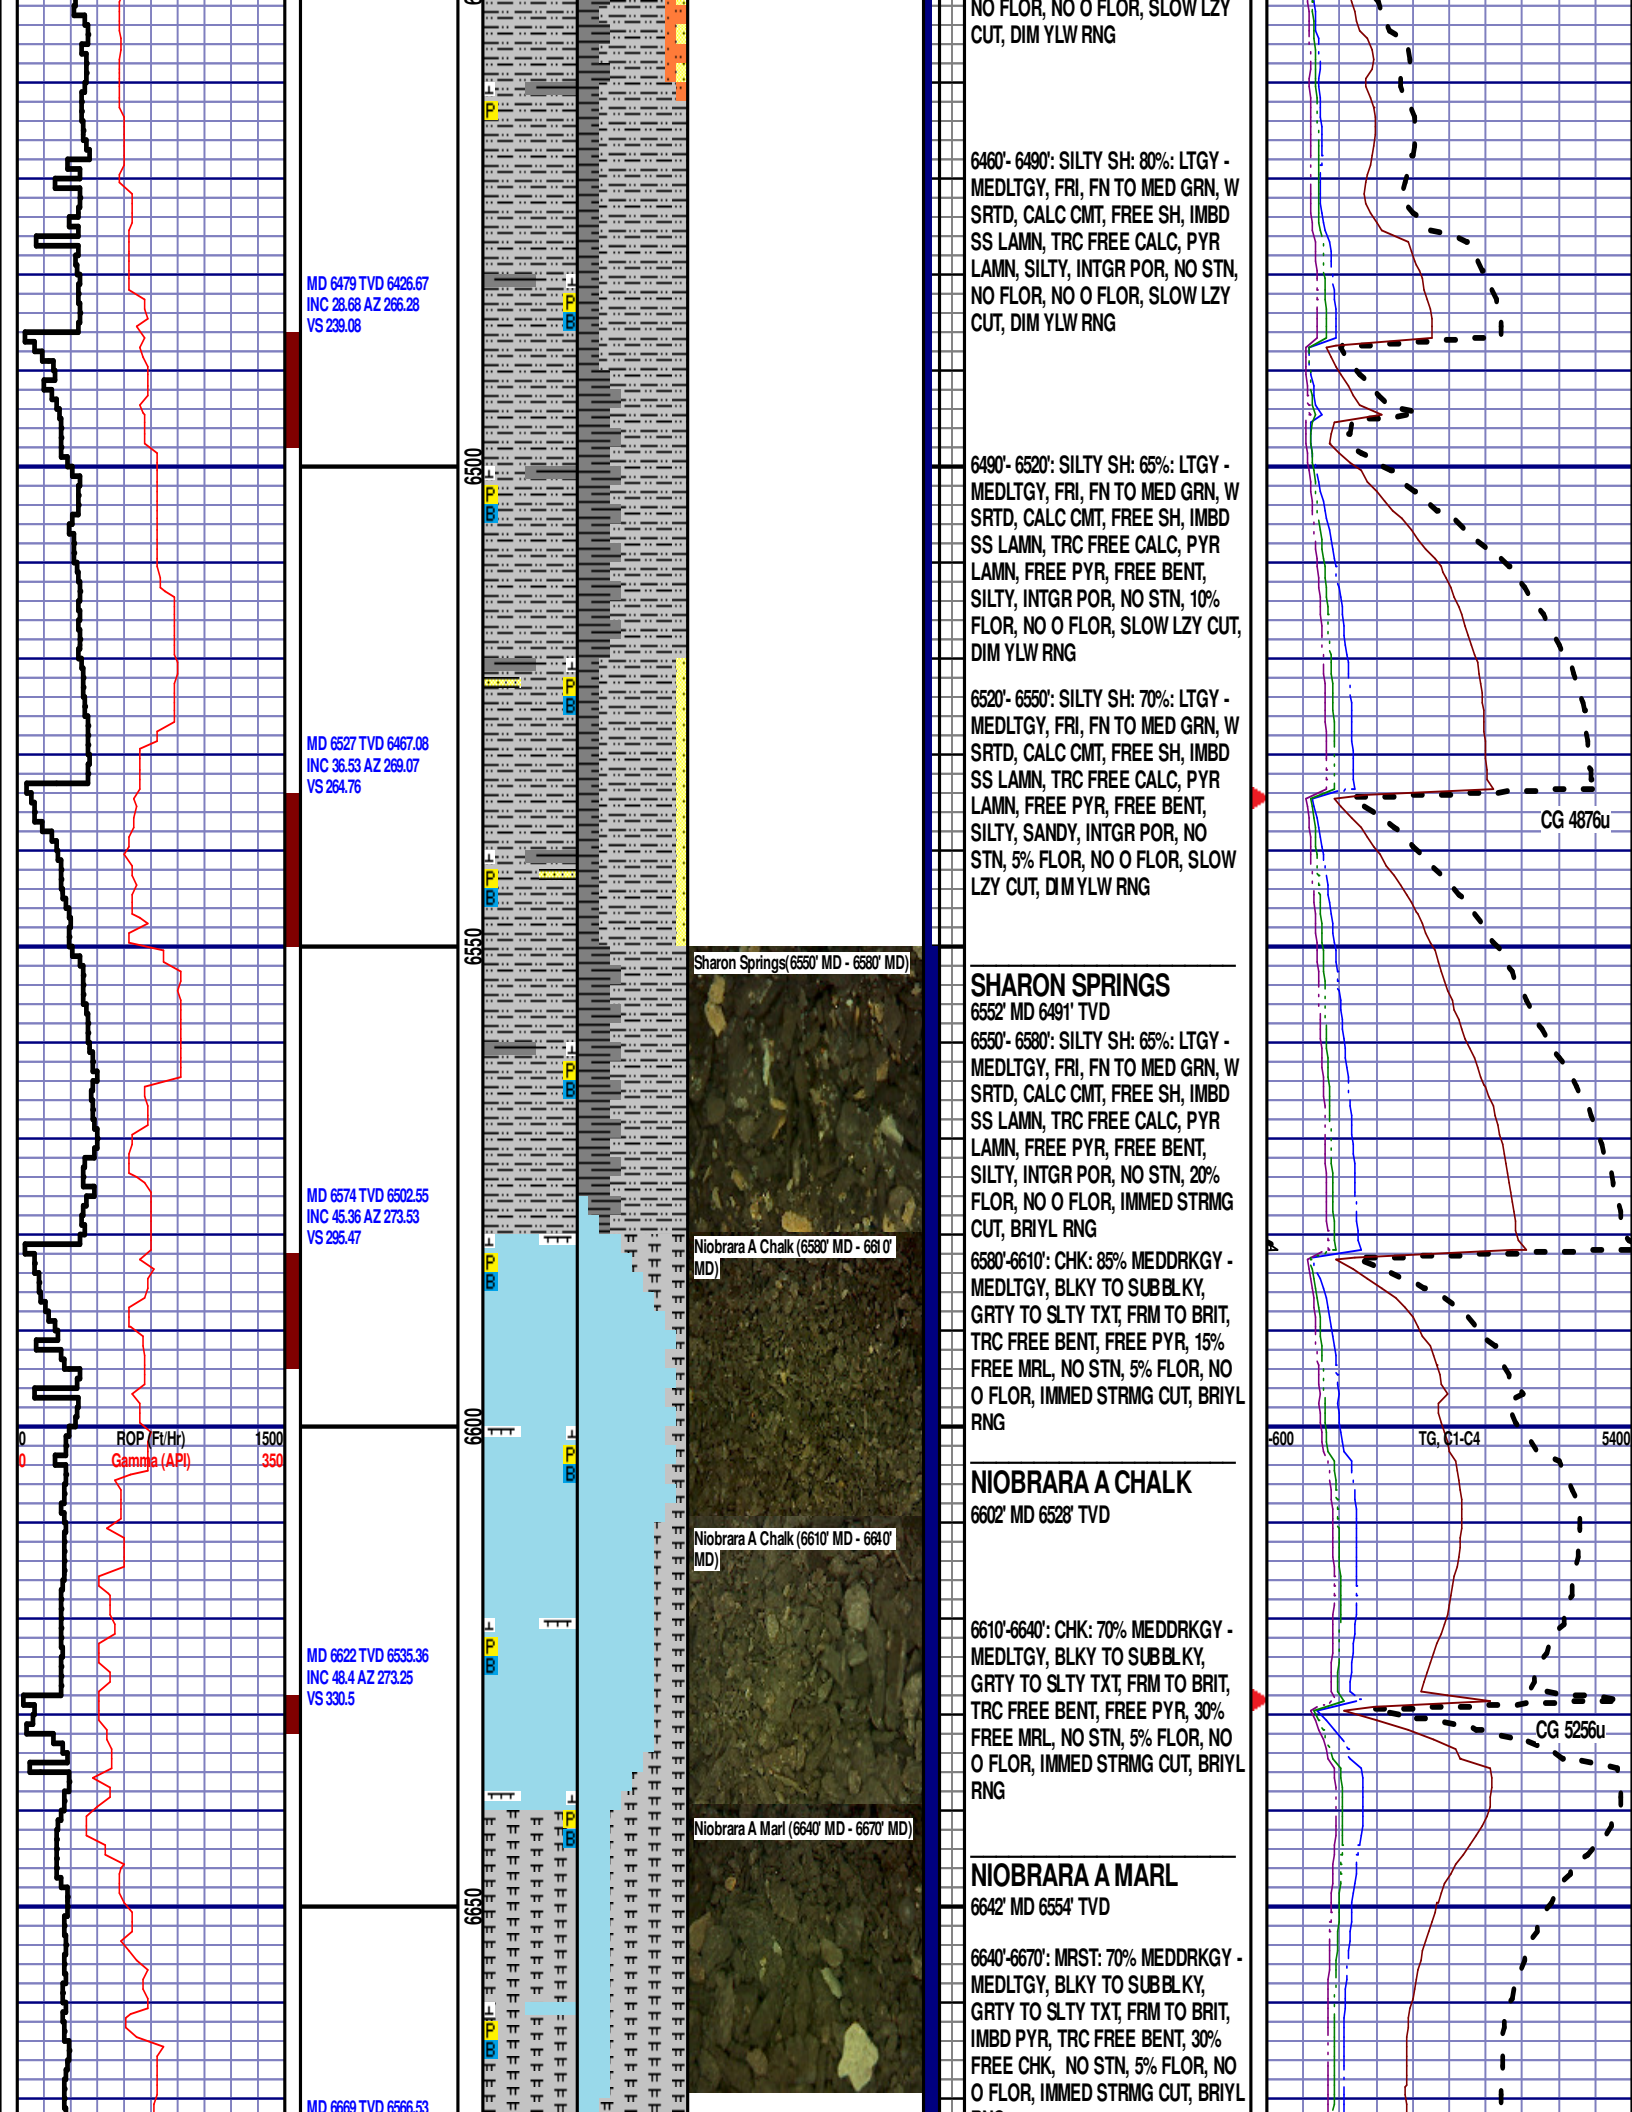 NO FLOR, NO O FLOR, SLOW LZY
CUT, DIM YLW RNG
P
6460'- 6490': SILTY SH: 80%: LTGY -
MEDLTGY, FRI, FN TO MED GRN, W
SRTD, CALC CMT, FREE SH, IMBD
SS LAMN, TRC FREE CALC, PYR
LAMN, SILTY, INTGR POR, NO STN,
NO FLOR, NO O FLOR, SLOW LZY
CUT, DIM YLW RNG
MD 6479 TVD 6426.67
INC 28.68 AZ 266.28
VS 239.08
P
B
6500
P
B
6490'- 6520': SILTY SH: 65%: LTGY -
MEDLTGY, FRI, FN TO MED GRN, W
SRTD, CALC CMT, FREE SH, IMBD
SS LAMN, TRC FREE CALC, PYR
LAMN, FREE PYR, FREE BENT,
SILTY, INTGR POR, NO STN, 10%
FLOR, NO O FLOR, SLOW LZY CUT,
DIM YLW RNG
P
B
6520'- 6550': SILTY SH: 70%: LTGY -
MEDLTGY, FRI, FN TO MED GRN, W
SRTD, CALC CMT, FREE SH, IMBD
SS LAMN, TRC FREE CALC, PYR
LAMN, FREE PYR, FREE BENT,
SILTY, SANDY, INTGR POR, NO
STN, 5% FLOR, NO O FLOR, SLOW
LZY CUT, DIM YLW RNG
MD 6527 TVD 6467.08
INC 36.53 AZ 269.07
VS 264.76
CG 4876u
P
B
6550
Sharon Springs(6550' MD - 6580' MD)
SHARON SPRINGS
6552' MD 6491' TVD
6550'- 6580': SILTY SH: 65%: LTGY -
MEDLTGY, FRI, FN TO MED GRN, W
SRTD, CALC CMT, FREE SH, IMBD
SS LAMN, TRC FREE CALC, PYR
LAMN, FREE PYR, FREE BENT,
SILTY, INTGR POR, NO STN, 20%
FLOR, NO O FLOR, IMMED STRMG
CUT, BRIYL RNG
P
B
MD 6574 TVD 6502.55
INC 45.36 AZ 273.53
VS 295.47
Niobrara A Chalk (6580' MD - 6610'
MD)
P
B
6580'-6610': CHK: 85% MEDDRKGY -
MEDLTGY, BLKY TO SUBBLKY,
GRTY TO SLTY TXT, FRM TO BRIT,
TRC FREE BENT, FREE PYR, 15%
FREE MRL, NO STN, 5% FLOR, NO
O FLOR, IMMED STRMG CUT, BRIYL
RNG
6600
0 ROP (Ft/Hr) 1500
0 Gamma (API) 350
-600 TG, C1-C4 5400
P
B
NIOBRARA A CHALK
6602' MD 6528' TVD
Niobrara A Chalk (6610' MD - 6640'
MD)
P
B
6610'-6640': CHK: 70% MEDDRKGY -
MEDLTGY, BLKY TO SUBBLKY,
GRTY TO SLTY TXT, FRM TO BRIT,
TRC FREE BENT, FREE PYR, 30%
FREE MRL, NO STN, 5% FLOR, NO
O FLOR, IMMED STRMG CUT, BRIYL
RNG
MD 6622 TVD 6535.36
INC 48.4 AZ 273.25
VS 330.5
CG 5256u
P
B
Niobrara A Marl (6640' MD - 6670' MD)
NIOBRARA A MARL
6642' MD 6554' TVD
6650
6640'-6670': MRST: 70% MEDDRKGY -
MEDLTGY, BLKY TO SUBBLKY,
GRTY TO SLTY TXT, FRM TO BRIT,
IMBD PYR, TRC FREE BENT, 30%
FREE CHK, NO STN, 5% FLOR, NO
O FLOR, IMMED STRMG CUT, BRIYL
P
B
MD 6669 TVD 6566.53